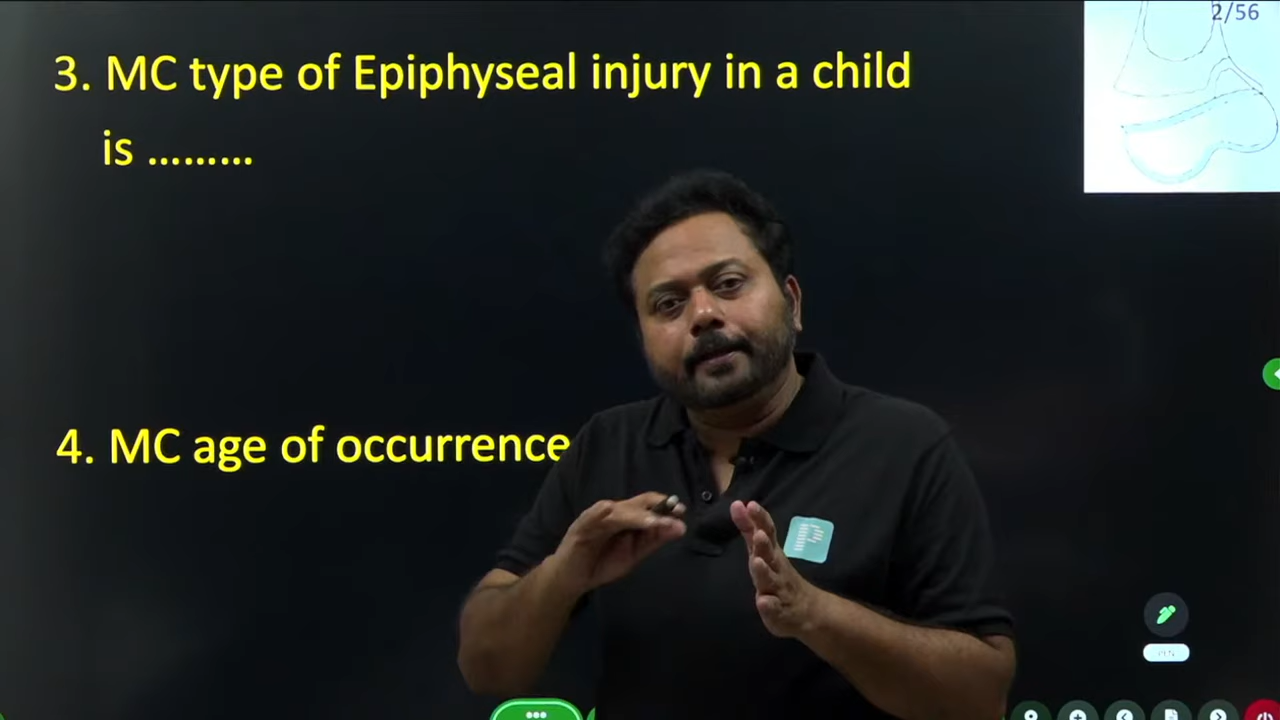 2/56
3. MC type of Epiphyseal injury in a child
is .........
4. MC age of occurrence